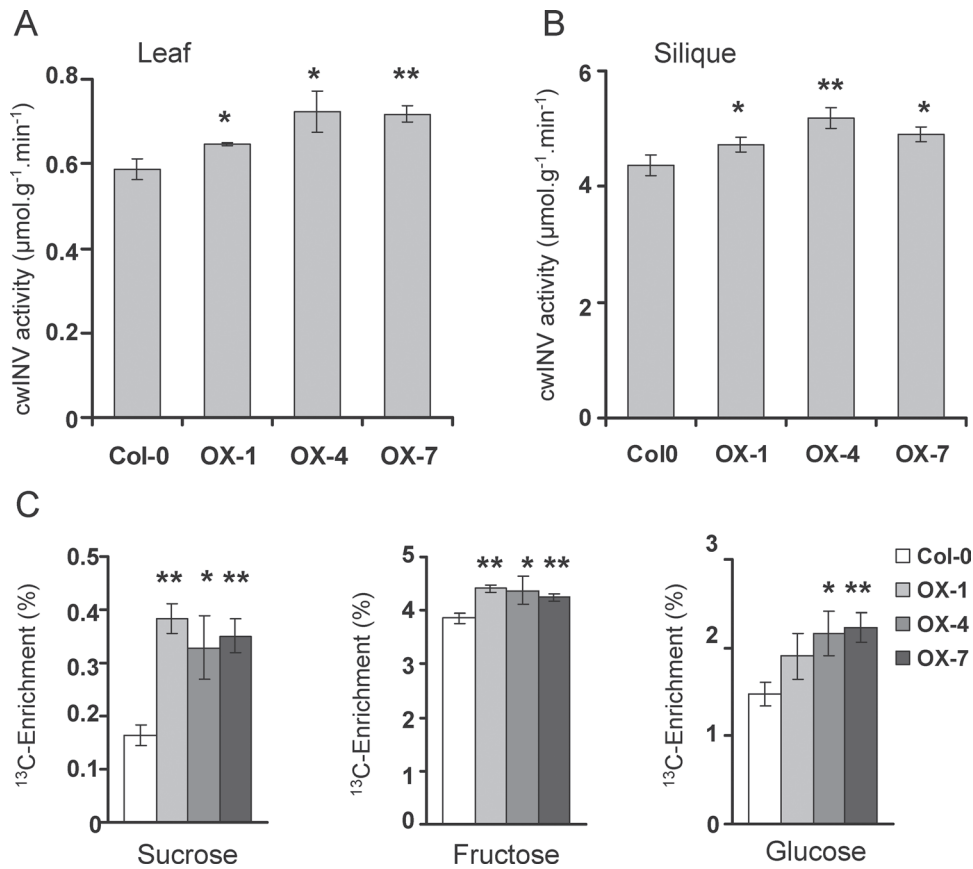 A
Leaf
cwINV activity (µmol.g⁻¹.min⁻¹)
0.8
0.6
0.4
0.2
0
*
*
**
Col-0 OX-1 OX-4 OX-7
B
Silique
cwINV activity (µmol.g⁻¹.min⁻¹)
6
4
2
0
*
**
*
Col0 OX-1 OX-4 OX-7
C
¹³C-Enrichment (%)
0.5
0.4
0.3
0.2
0.1
0
** * **
Sucrose
¹³C-Enrichment (%)
5
4
3
2
1
0
** * **
Fructose
¹³C-Enrichment (%)
3
2
1
0
* **
Glucose
Col-0
OX-1
OX-4
OX-7